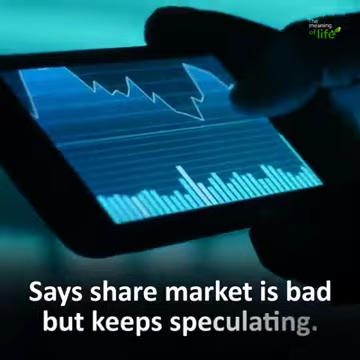 The
meaning
of life
Says share market is bad
but keeps speculating.